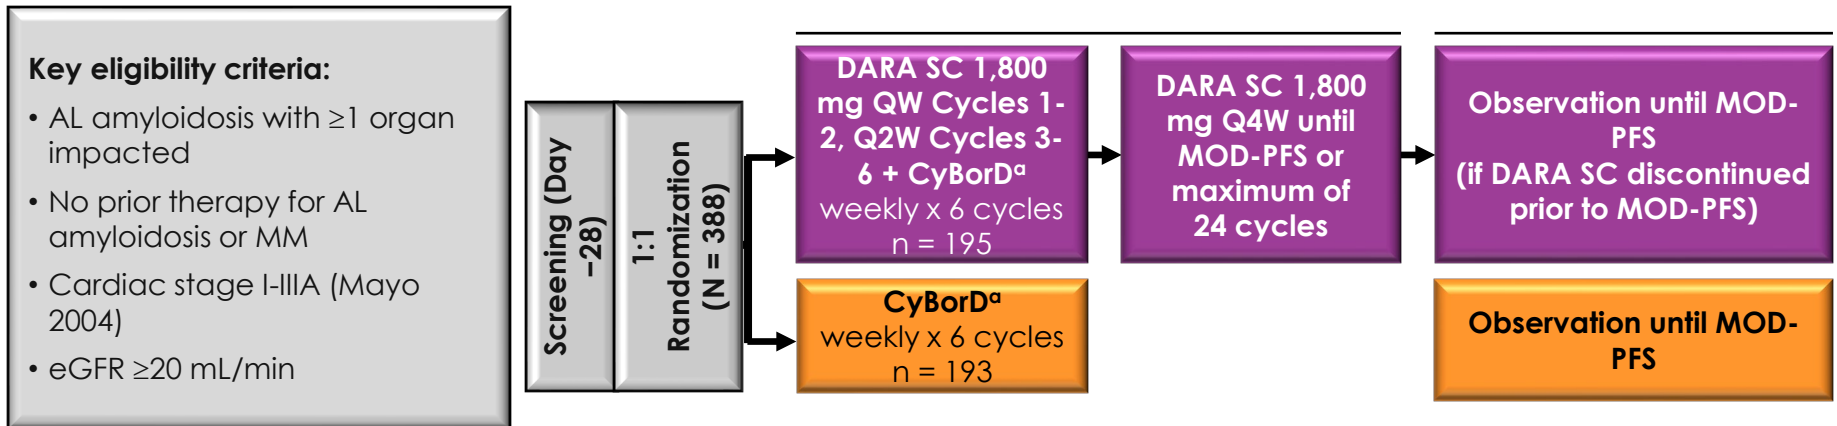 Key eligibility criteria:
• AL amyloidosis with ≥1 organ
impacted
• No prior therapy for AL
amyloidosis or MM
• Cardiac stage I-IIIA (Mayo
2004)
• eGFR ≥20 mL/min
Screening (Day
−28)
1:1
Randomization
(N = 388)
DARA SC 1,800
mg QW Cycles 1-
2, Q2W Cycles 3-
6 + CyBorDᵃ
weekly x 6 cycles
n = 195
DARA SC 1,800
mg Q4W until
MOD-PFS or
maximum of
24 cycles
Observation until MOD-
PFS
(if DARA SC discontinued
prior to MOD-PFS)
CyBorDᵃ
weekly x 6 cycles
n = 193
Observation until MOD-
PFS